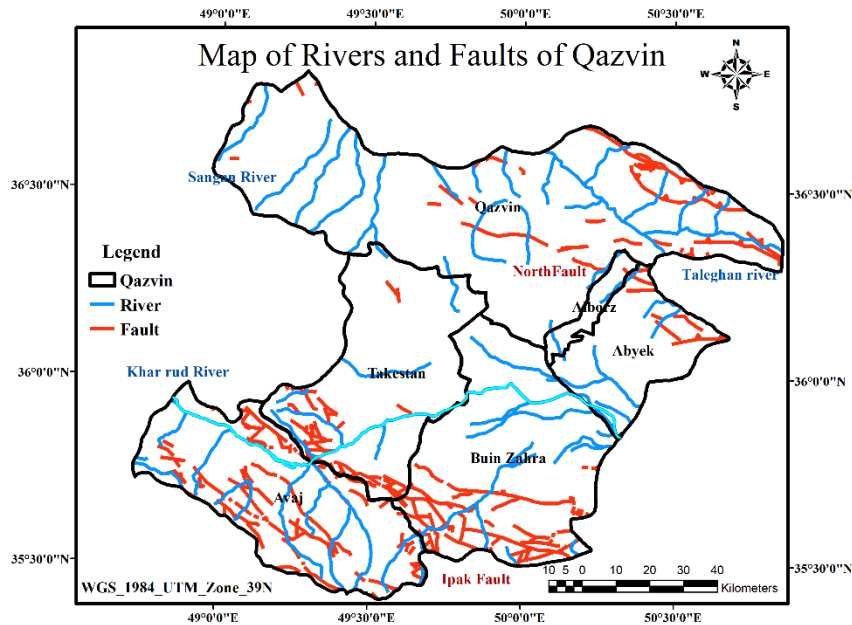 49°0'0"E 49°30'0"E 50°0'0"E 50°30'0"E
Map of Rivers and Faults of Qazvin
N
W E
S
36°30'0"N 36°30'0"N
Sangan River
Qazvin
Legend
Qazvin
River
Fault
NorthFault
Taleghan river
Alborz
Abyek
36°0'0"N 36°0'0"N
Khar rud River
Takestan
Buin Zahra
Avaj
35°30'0"N 35°30'0"N
Ipak Fault
WGS_1984_UTM_Zone_39N
10 5 0 10 20 30 40
Kilometers
49°0'0"E 49°30'0"E 50°0'0"E 50°30'0"E